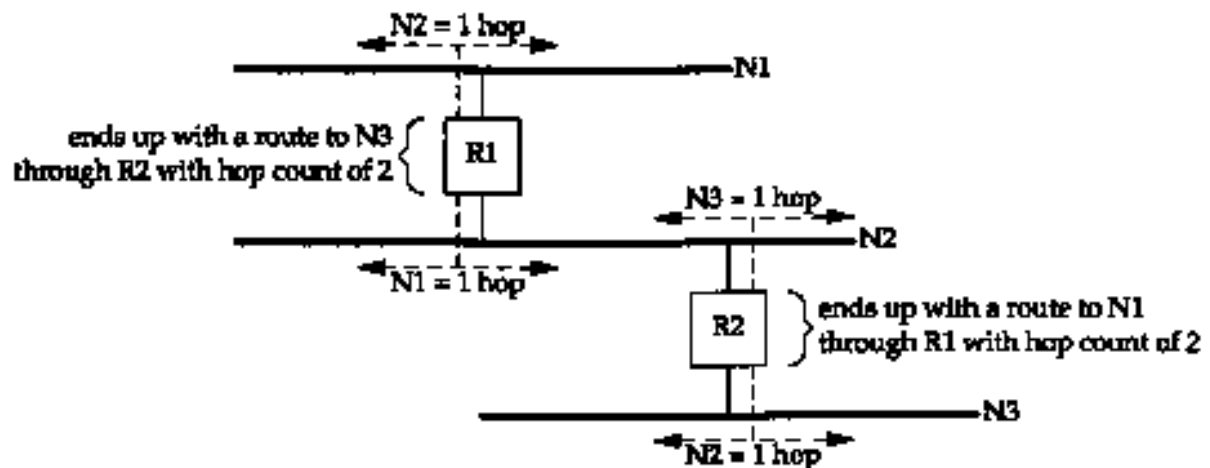 N2 = 1 hop
N1
ends up with a route to N3
through R2 with hop count of 2
R1
N3 = 1 hop
N2
N1 = 1 hop
R2
ends up with a route to N1
through R1 with hop count of 2
N3
N2 = 1 hop